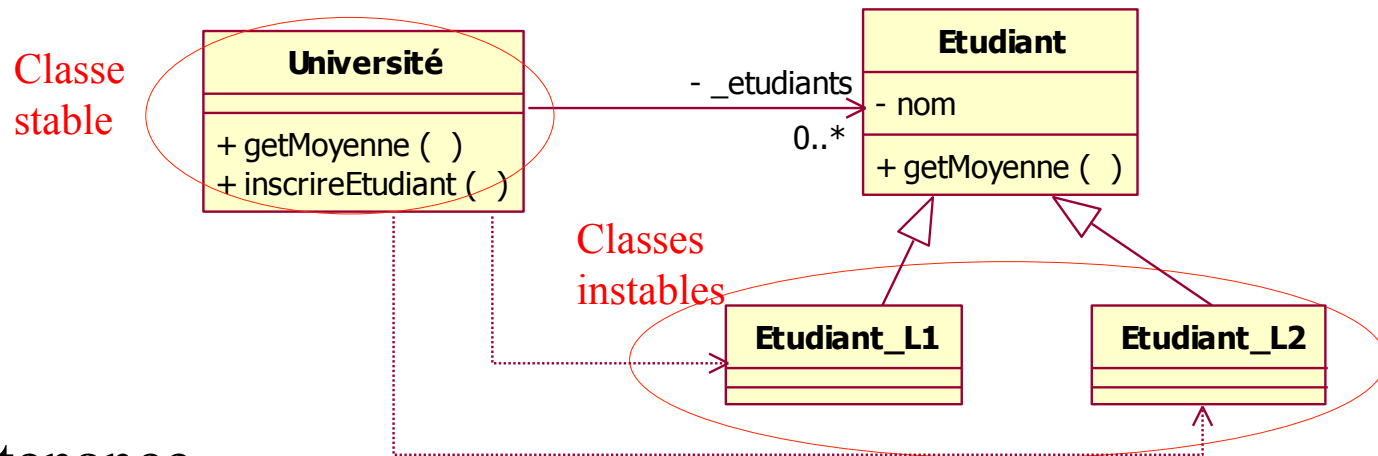 Classe
stable
Université
+ getMoyenne ( )
+ inscrireEtudiant ( )
- _etudiants
0..*
Etudiant
- nom
+ getMoyenne ( )
Classes
instables
Etudiant_L1
Etudiant_L2